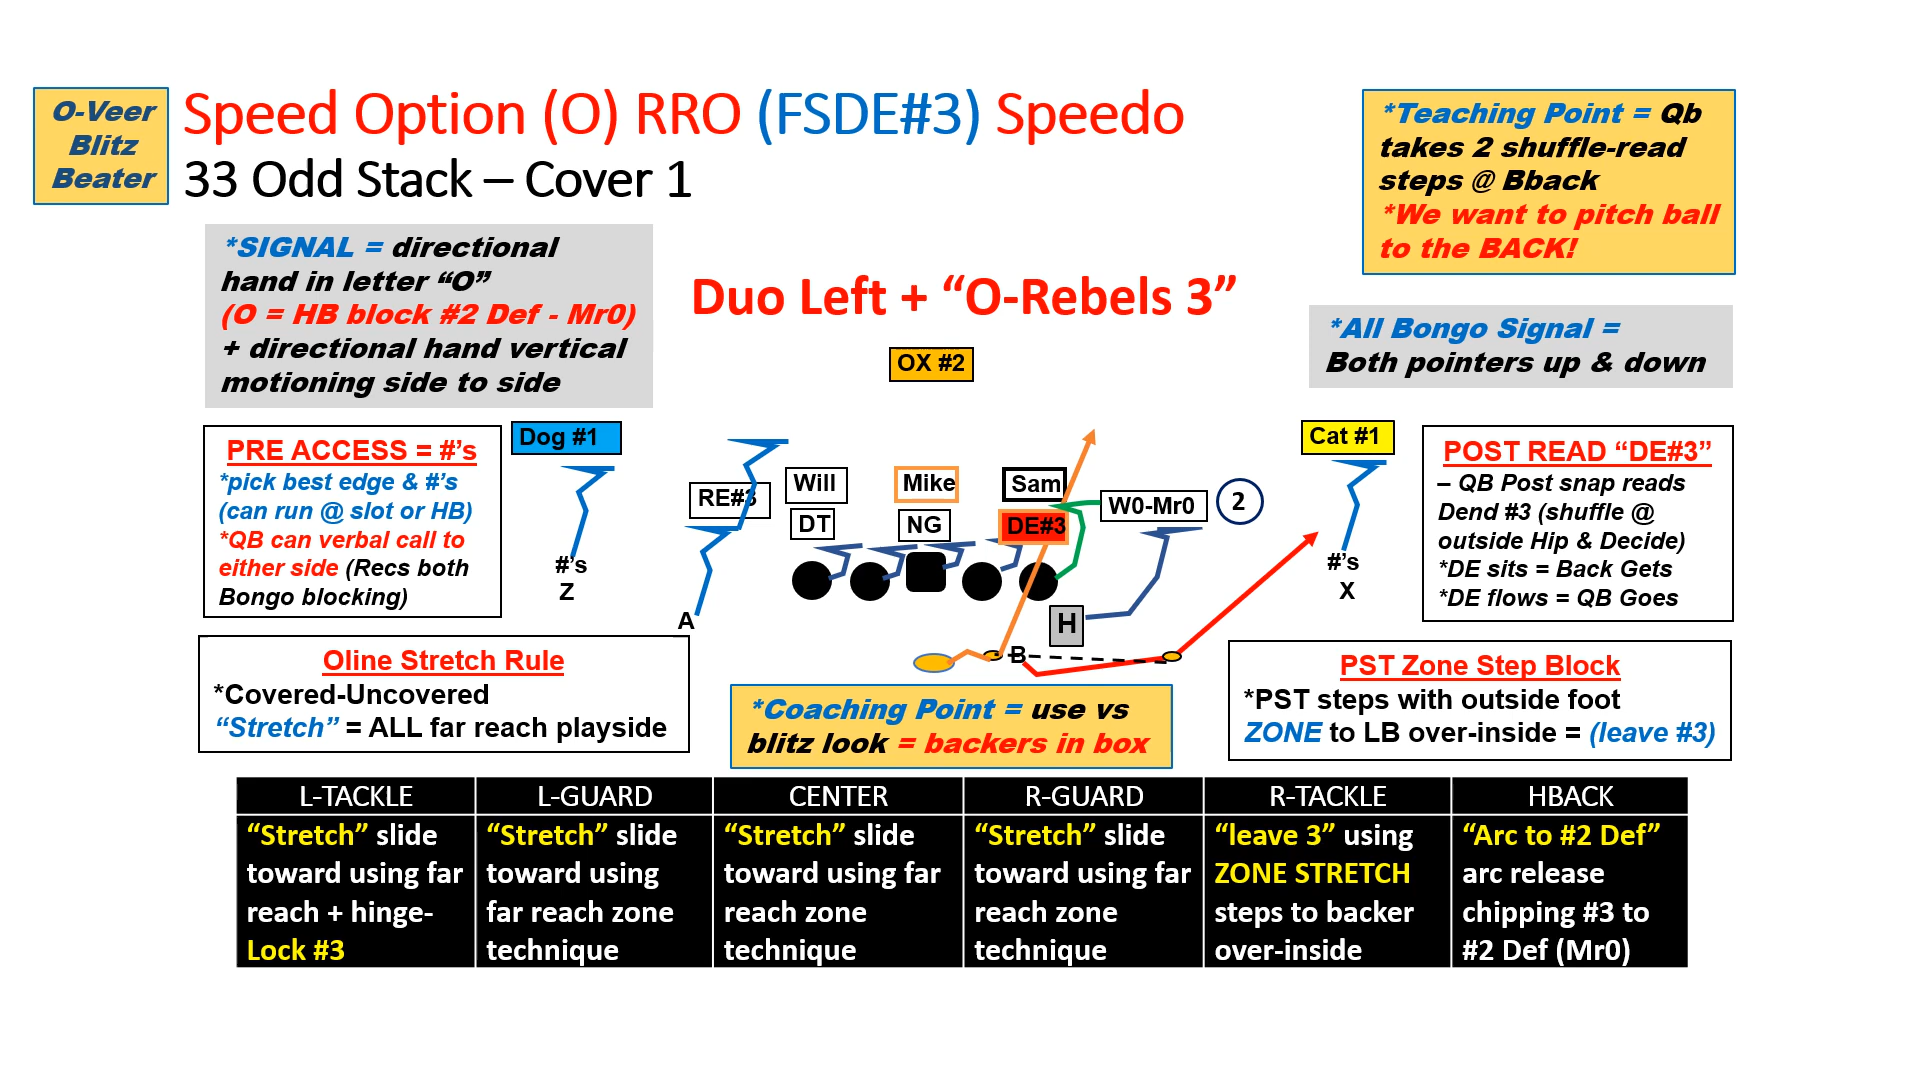 O-Veer
Blitz
Beater
Speed Option (O) RRO (FSDE#3) Speedo
33 Odd Stack – Cover 1
*Teaching Point = Qb
takes 2 shuffle-read
steps @ Bback
*We want to pitch ball
to the BACK!
*SIGNAL = directional
hand in letter “O”
(O = HB block #2 Def - Mr0)
+ directional hand vertical
motioning side to side
Duo Left + “O-Rebels 3”
*All Bongo Signal =
Both pointers up & down
OX #2
PRE ACCESS = #’s
*pick best edge & #’s
(can run @ slot or HB)
*QB can verbal call to
either side (Recs both
Bongo blocking)
Dog #1
Cat #1
POST READ “DE#3”
– QB Post snap reads
Dend #3 (shuffle @
outside Hip & Decide)
*DE sits = Back Gets
*DE flows = QB Goes
RE#3
Will
Mike
Sam
W0-Mr0
2
DT
NG
DE#3
#’s
Z
#’s
X
A
H
B
Oline Stretch Rule
*Covered-Uncovered
“Stretch” = ALL far reach playside
*Coaching Point = use vs
blitz look = backers in box
PST Zone Step Block
*PST steps with outside foot
ZONE to LB over-inside = (leave #3)
L-TACKLE
L-GUARD
CENTER
R-GUARD
R-TACKLE
HBACK
“Stretch” slide
toward using far
reach + hinge-
Lock #3
“Stretch” slide
toward using
far reach zone
technique
“Stretch” slide
toward using far
reach zone
technique
“Stretch” slide
toward using far
reach zone
technique
“leave 3” using
ZONE STRETCH
steps to backer
over-inside
“Arc to #2 Def”
arc release
chipping #3 to
#2 Def (Mr0)